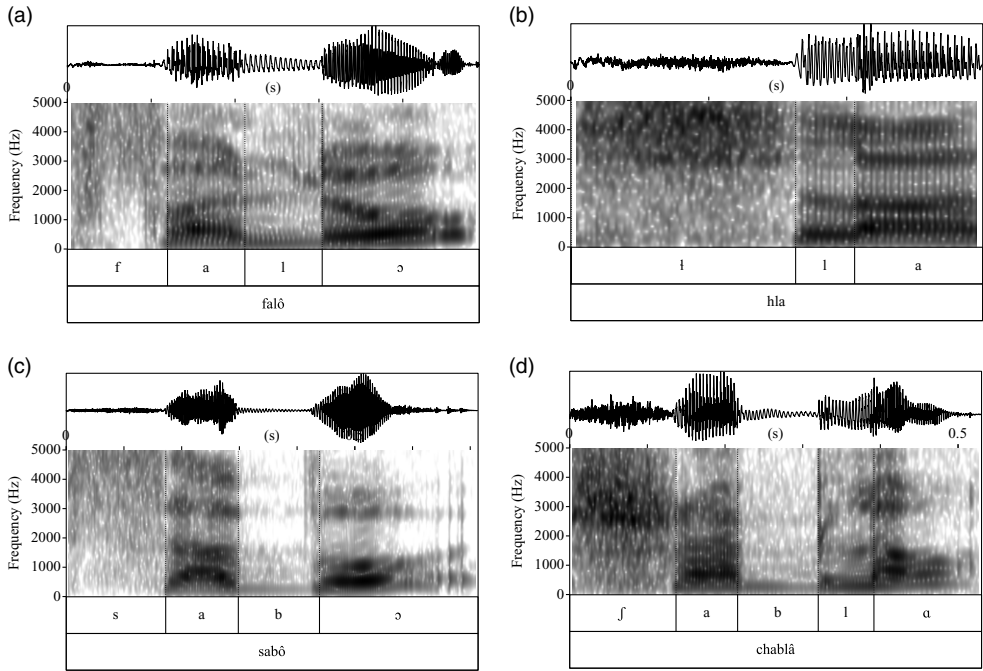 (a)
0
(s)
5000
4000
3000
2000
1000
0
Frequency (Hz)
f a l ɔ
falô
(b)
0
(s)
5000
4000
3000
2000
1000
0
Frequency (Hz)
ɬ l a
hla
(c)
0
(s)
5000
4000
3000
2000
1000
0
Frequency (Hz)
s a b ɔ
sabô
(d)
0
(s)
0.5
5000
4000
3000
2000
1000
0
Frequency (Hz)
ʃ a b l ɑ
chablâ